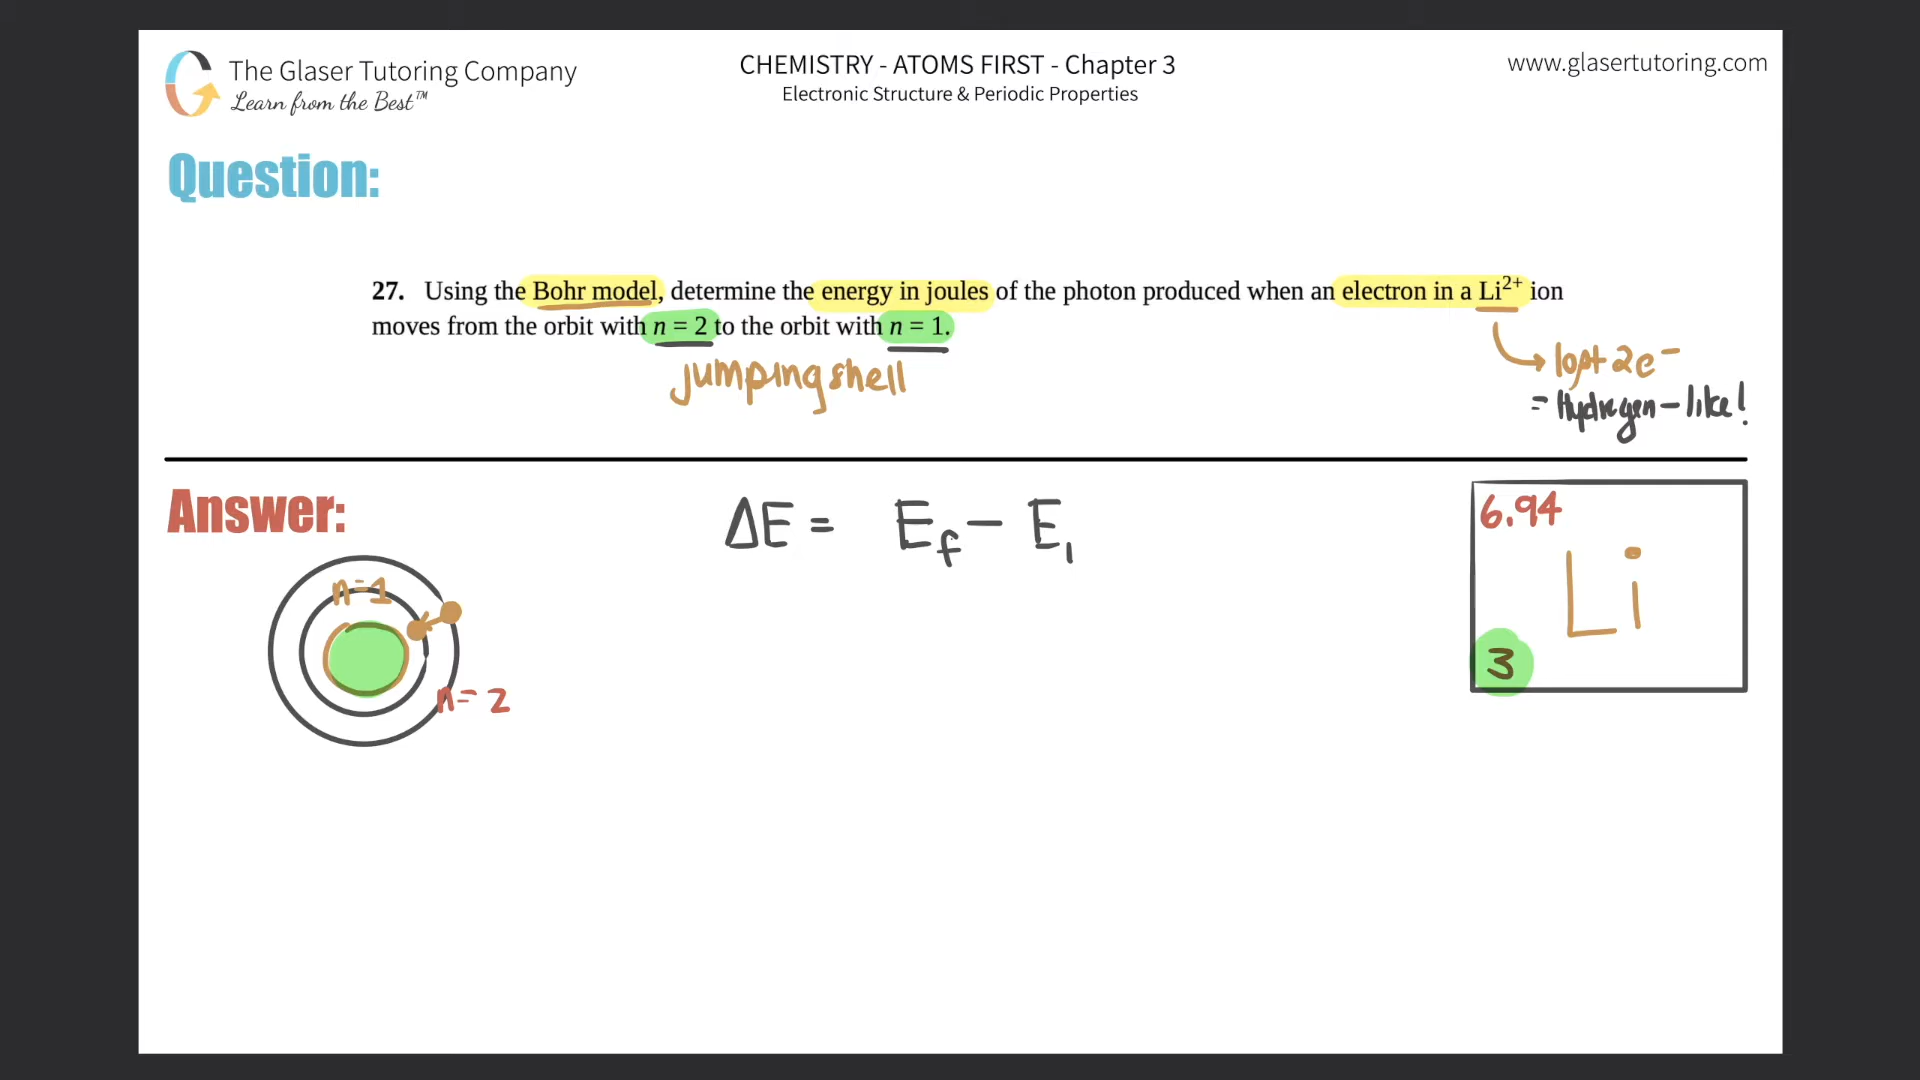 The Glaser Tutoring Company
Learn from the Best™
CHEMISTRY - ATOMS FIRST - Chapter 3
Electronic Structure & Periodic Properties
www.glasertutoring.com
Question:
27. Using the Bohr model, determine the energy in joules of the photon produced when an electron in a Li²⁺ ion
moves from the orbit with n = 2 to the orbit with n = 1.
jumping shell
lost 2e⁻
= Hydrogen-like!
Answer:
ΔE = E_f - E_i
6.94
Li
3
n=1
n=2